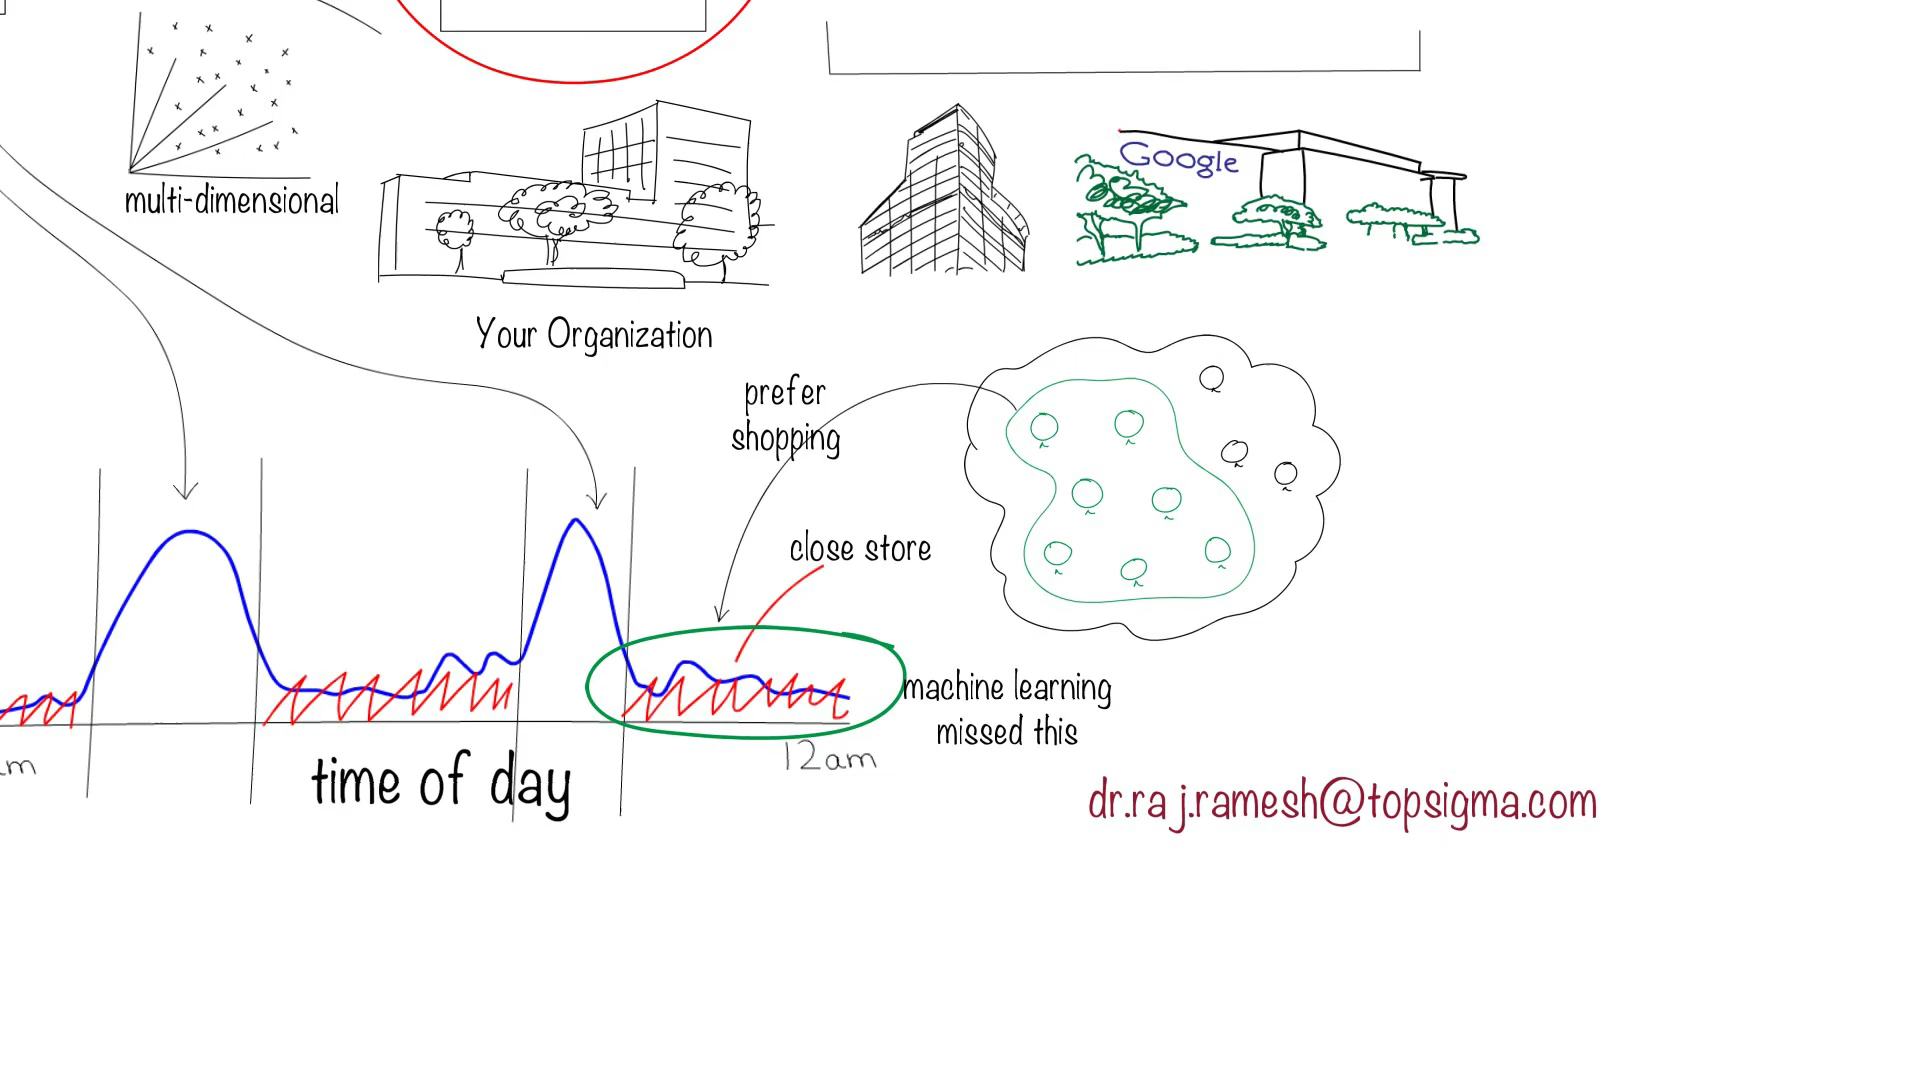 multi-dimensional
Google
Your Organization
prefer
shopping
close store
machine learning
missed this
12am
time of day
dr.raj.ramesh@topsigma.com